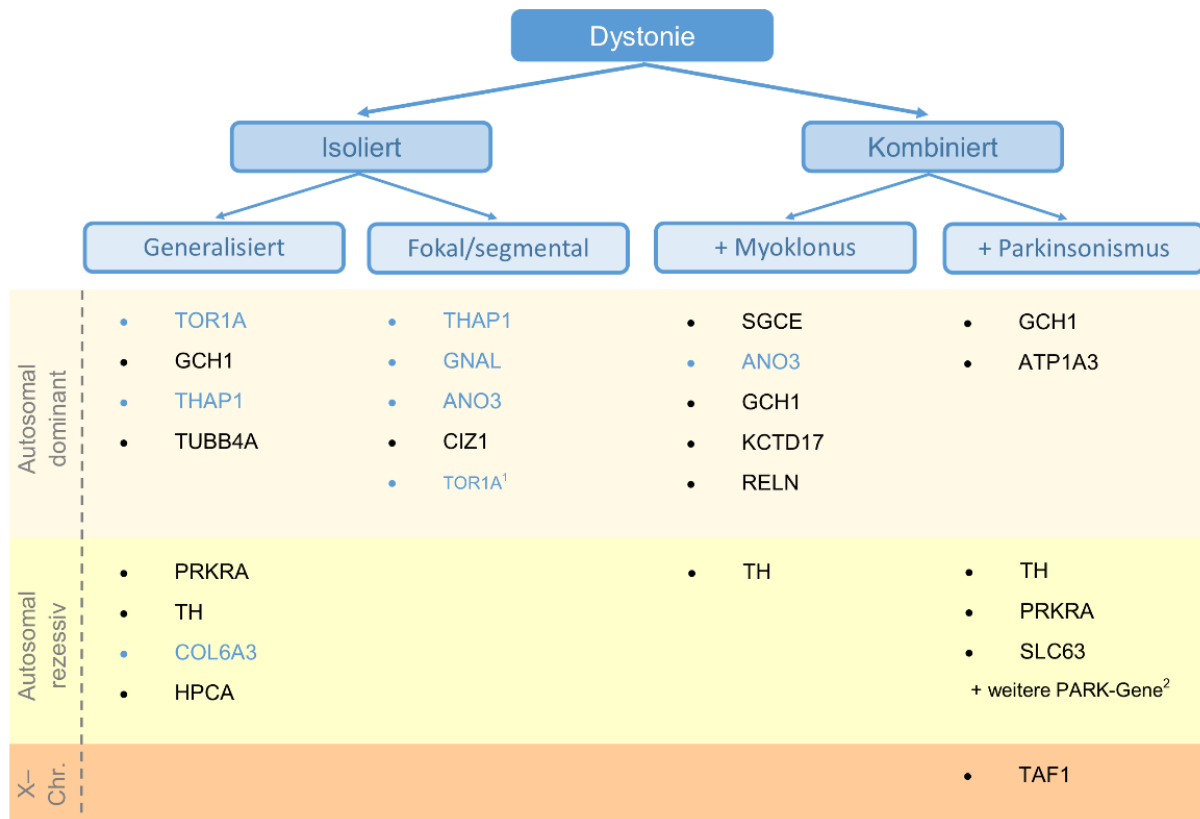 Dystonie
Isoliert
Kombiniert
Generalisiert
Fokal/segmental
+ Myoklonus
+ Parkinsonismus
Autosomal
dominant
• TOR1A
• GCH1
• THAP1
• TUBB4A
• THAP1
• GNAL
• ANO3
• CIZ1
• TOR1A¹
• SGCE
• ANO3
• GCH1
• KCTD17
• RELN
• GCH1
• ATP1A3
Autosomal
rezessiv
• PRKRA
• TH
• COL6A3
• HPCA
• TH
• TH
• PRKRA
• SLC63
+ weitere PARK-Gene²
X–
Chr.
• TAF1